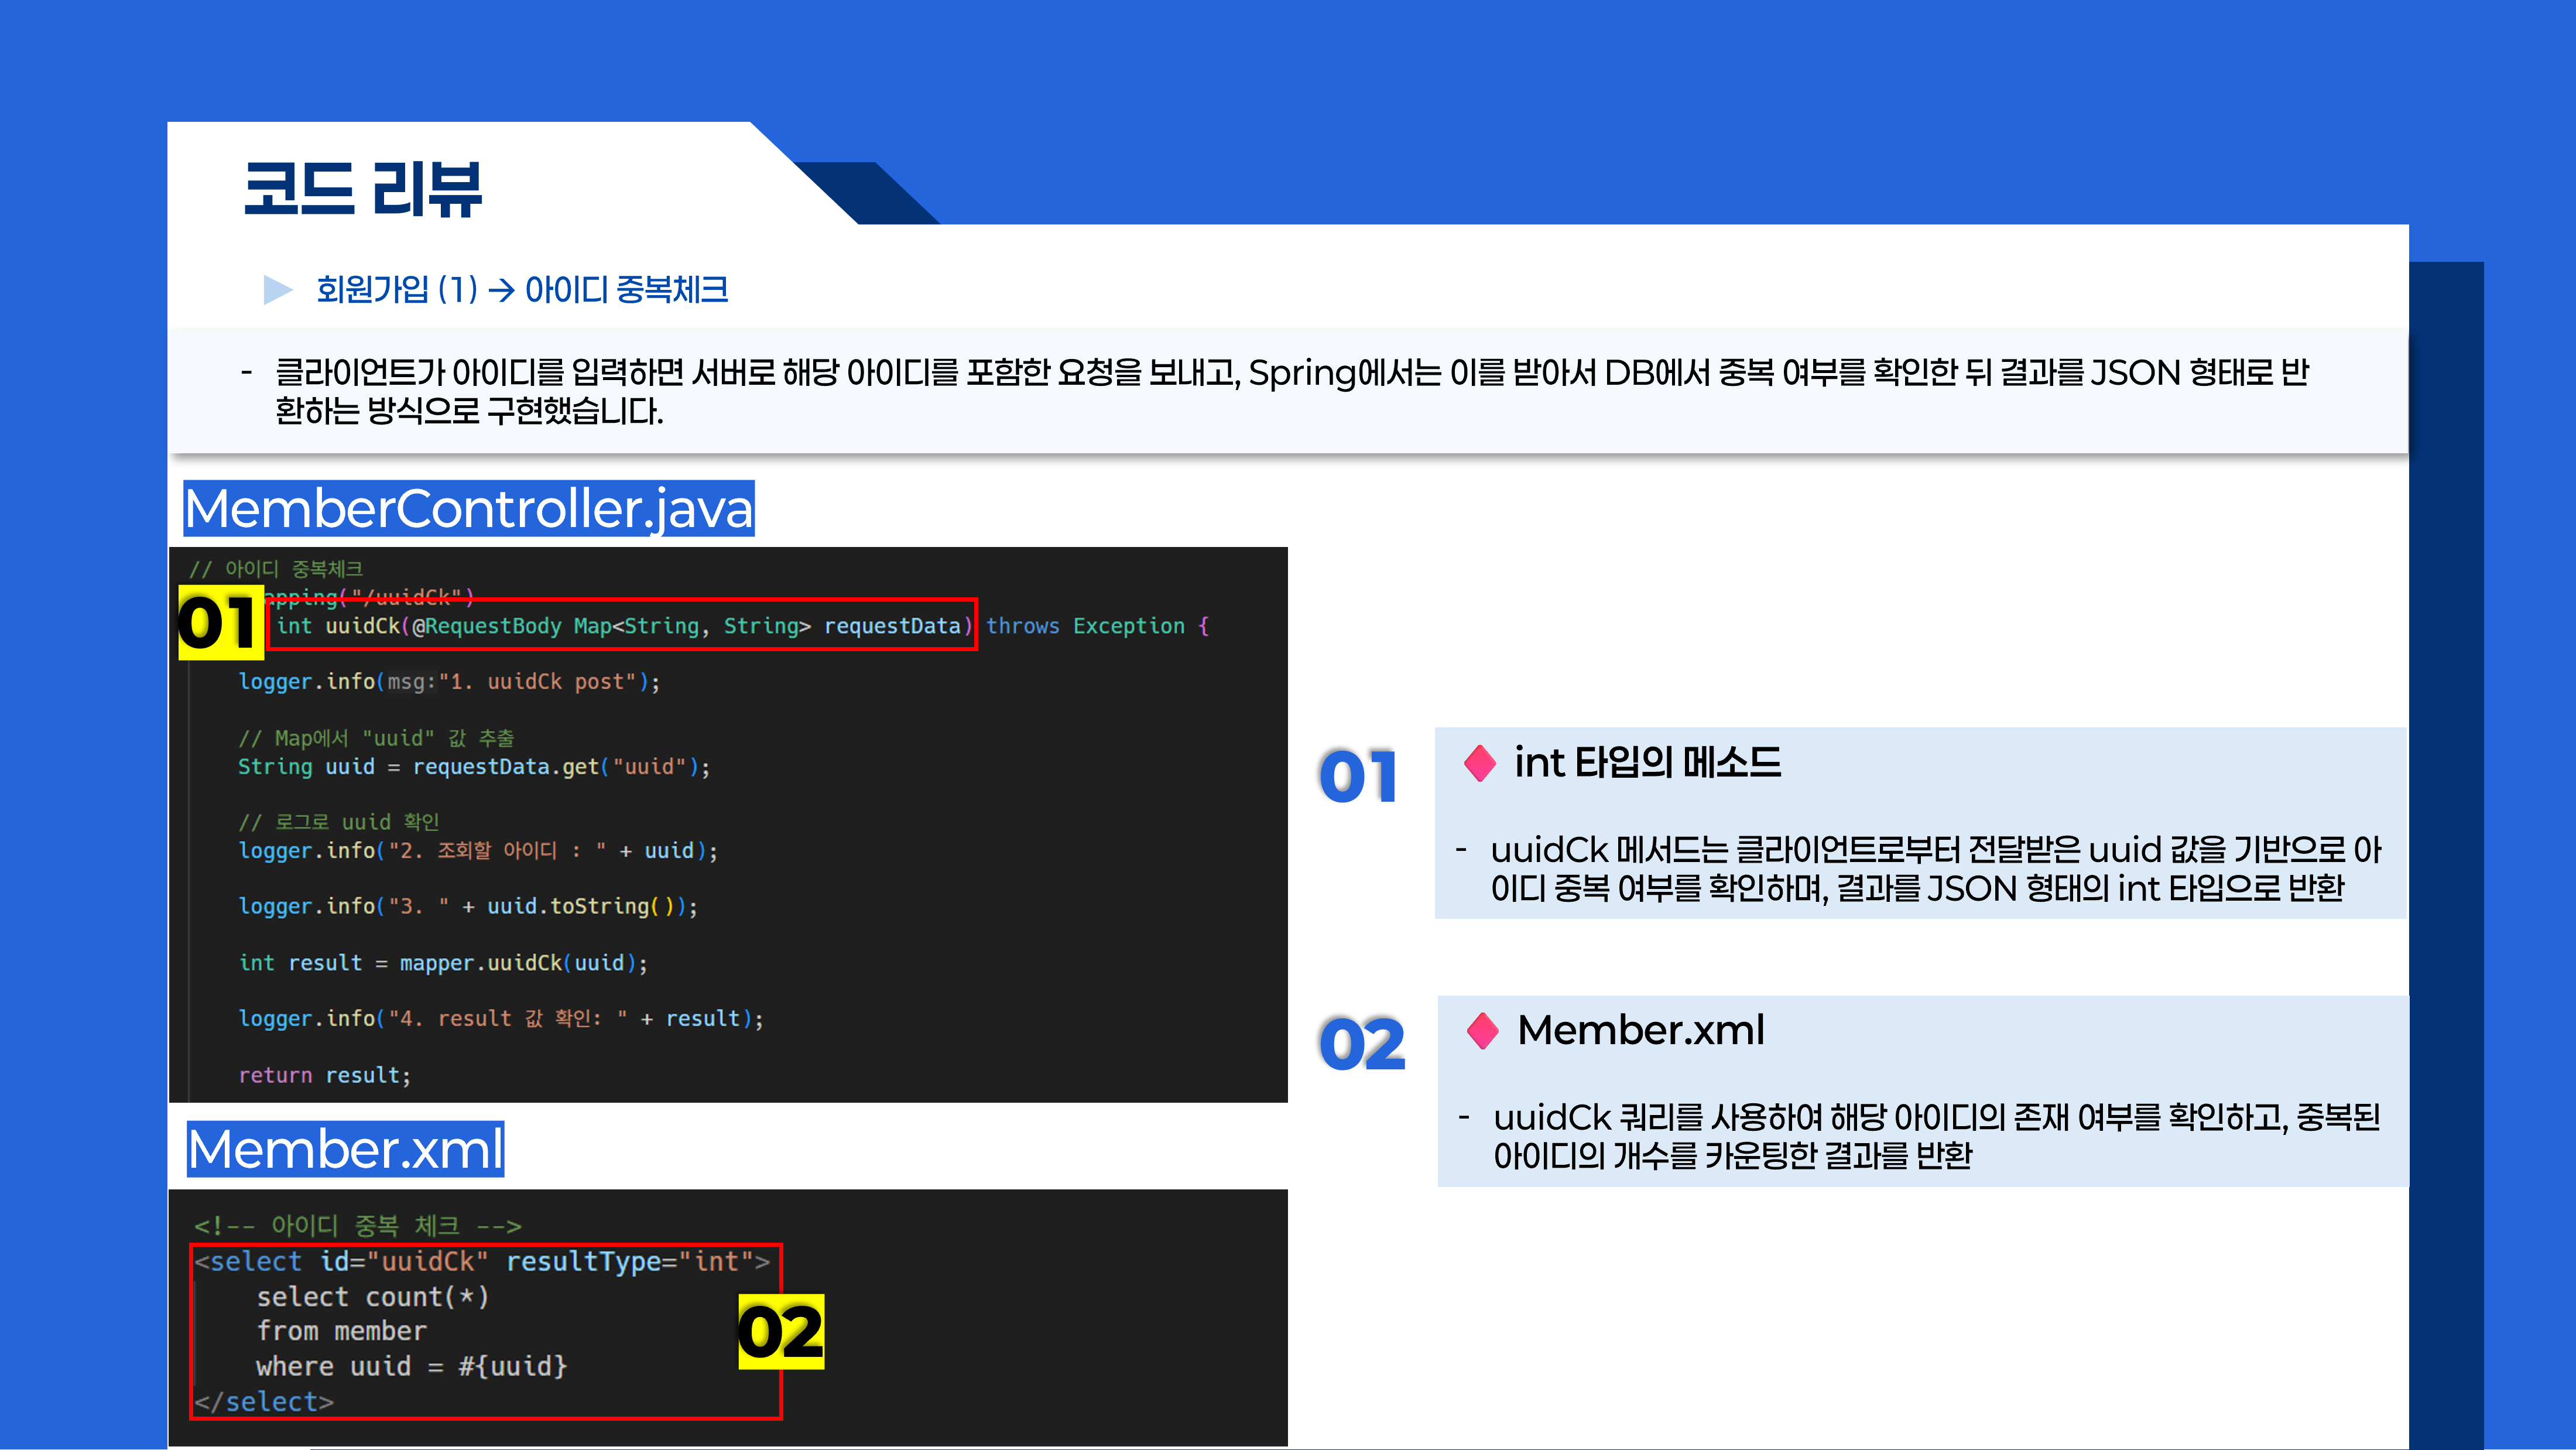 코드 리뷰
▶ 회원가입 (1) → 아이디 중복체크
- 클라이언트가 아이디를 입력하면 서버로 해당 아이디를 포함한 요청을 보내고, Spring에서는 이를 받아서 DB에서 중복 여부를 확인한 뒤 결과를 JSON 형태로 반
환하는 방식으로 구현했습니다.
MemberController.java
// 아이디 중복체크
apping("/uuidCk")
01 int uuidCk(@RequestBody Map<String, String> requestData) throws Exception {
logger.info(msg:"1. uuidCk post");
// Map에서 "uuid" 값 추출
String uuid = requestData.get("uuid");
// 로그로 uuid 확인
logger.info("2. 조회할 아이디 : " + uuid);
logger.info("3. " + uuid.toString());
int result = mapper.uuidCk(uuid);
logger.info("4. result 값 확인: " + result);
return result;
Member.xml
<!-- 아이디 중복 체크 -->
<select id="uuidCk" resultType="int">
select count(*)
from member
where uuid = #{uuid}
</select>
02
01
int 타입의 메소드
- uuidCk 메서드는 클라이언트로부터 전달받은 uuid 값을 기반으로 아
이디 중복 여부를 확인하며, 결과를 JSON 형태의 int 타입으로 반환
02
Member.xml
- uuidCk 쿼리를 사용하여 해당 아이디의 존재 여부를 확인하고, 중복된
아이디의 개수를 카운팅한 결과를 반환